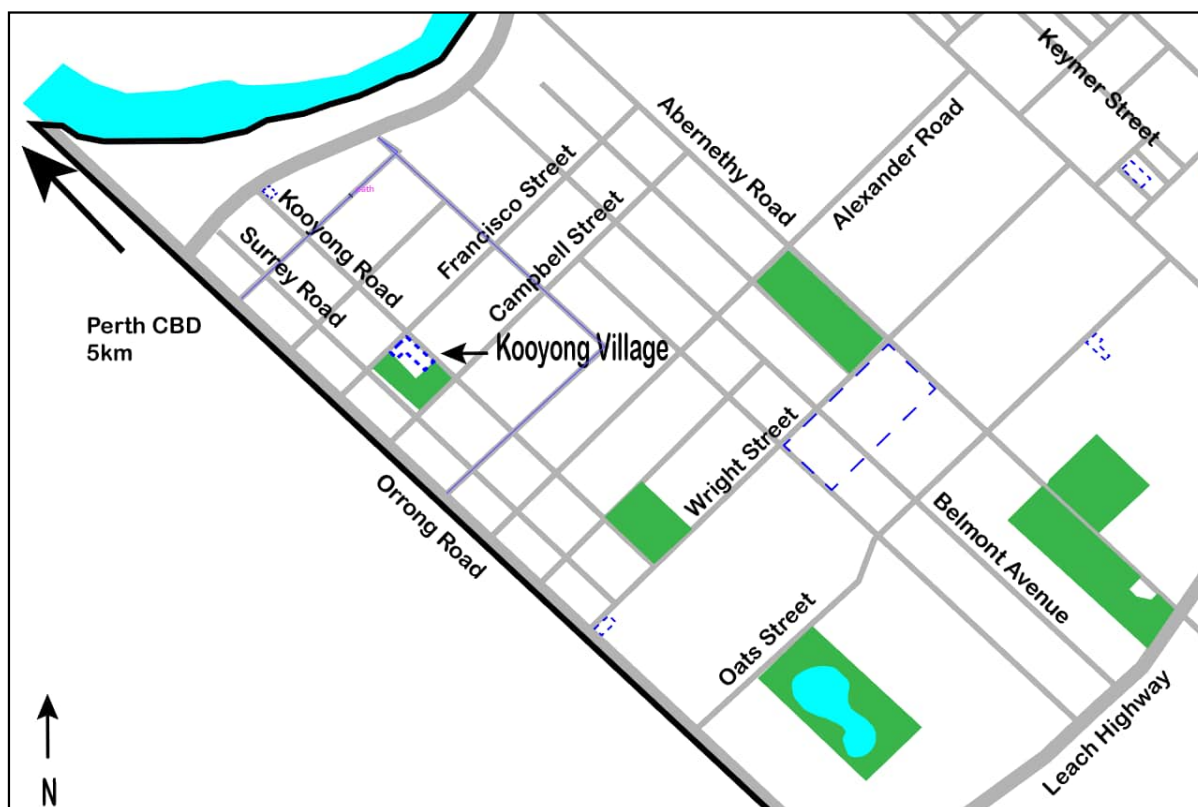 Keymer Street
Abernethy Road
Alexander Road
Francisco Street
path
Kooyong Road
Campbell Street
Surrey Road
Perth CBD
5km
Kooyong Village
Wright Street
Orrong Road
Belmont Avenue
Oats Street
Leach Highway
N